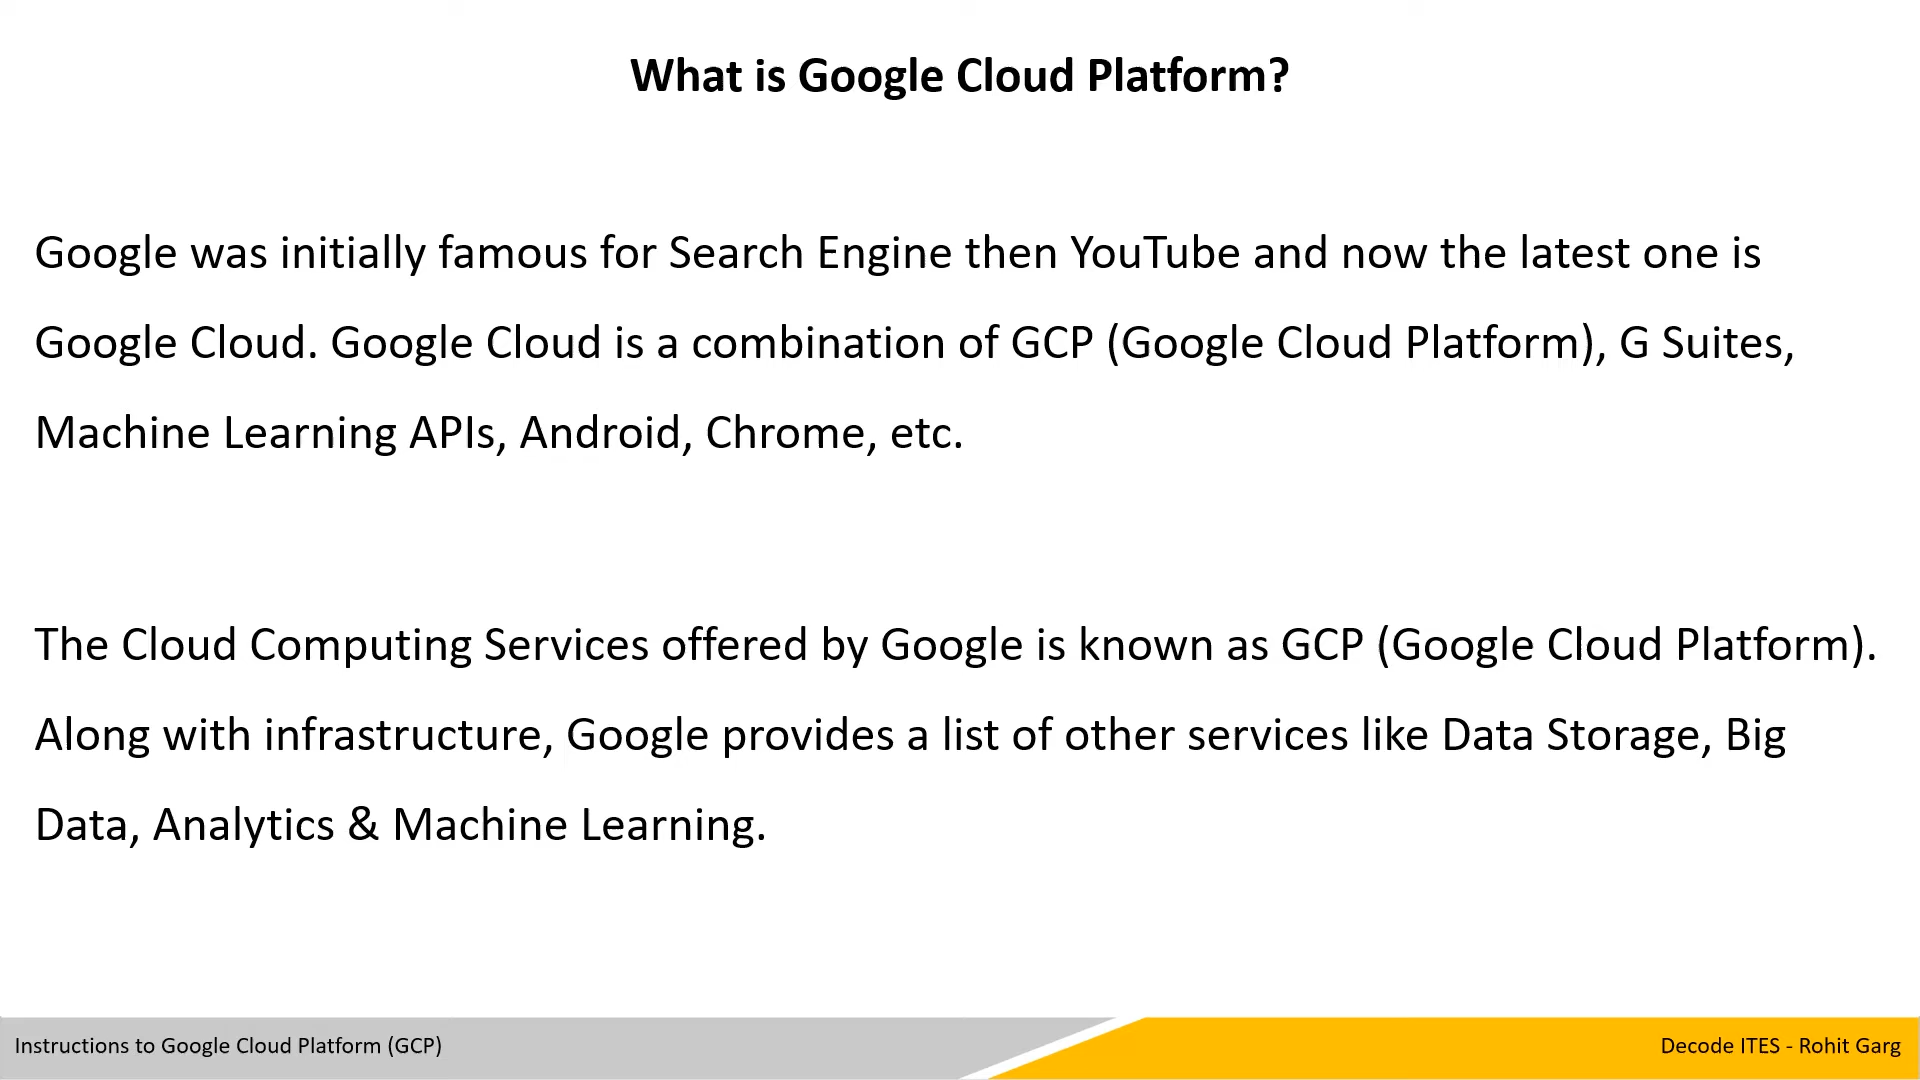 What is Google Cloud Platform?
Google was initially famous for Search Engine then YouTube and now the latest one is
Google Cloud. Google Cloud is a combination of GCP (Google Cloud Platform), G Suites,
Machine Learning APIs, Android, Chrome, etc.
The Cloud Computing Services offered by Google is known as GCP (Google Cloud Platform).
Along with infrastructure, Google provides a list of other services like Data Storage, Big
Data, Analytics & Machine Learning.
Instructions to Google Cloud Platform (GCP)
Decode ITES - Rohit Garg